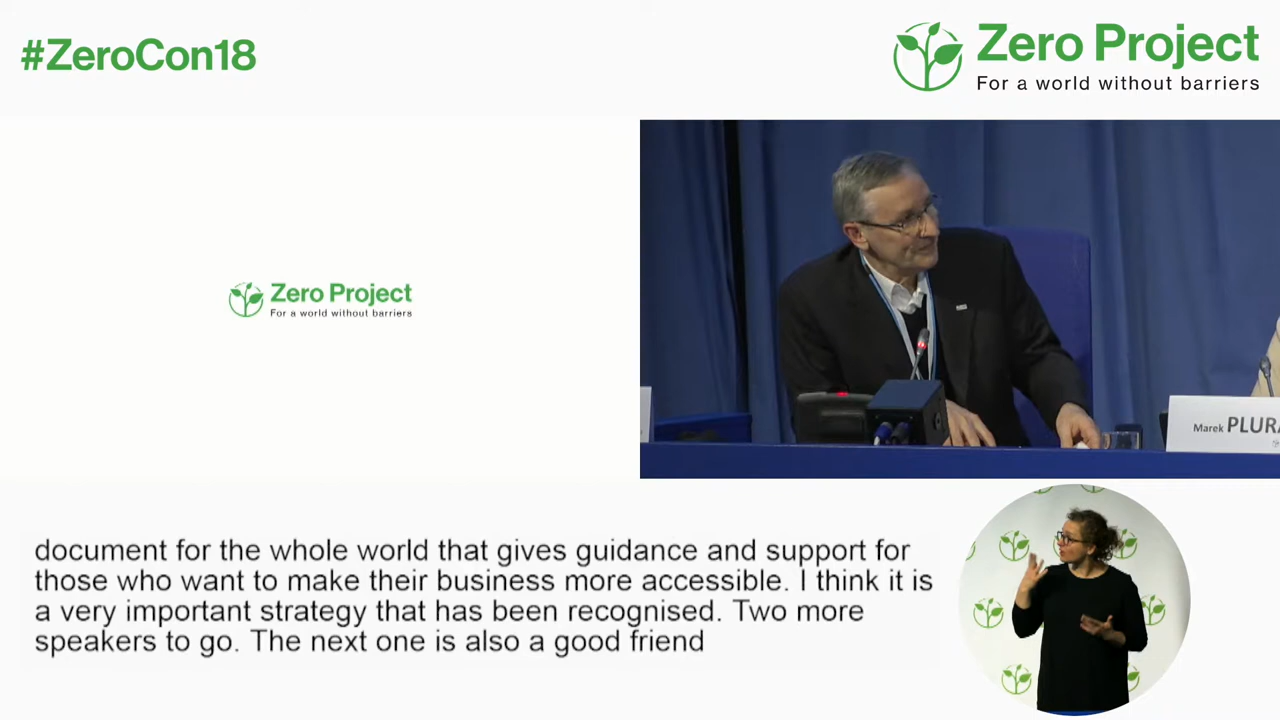 #ZeroCon18
Zero Project
For a world without barriers
Zero Project
For a world without barriers
Marek
document for the whole world that gives guidance and support for
those who want to make their business more accessible. I think it is
a very important strategy that has been recognised. Two more
speakers to go. The next one is also a good friend